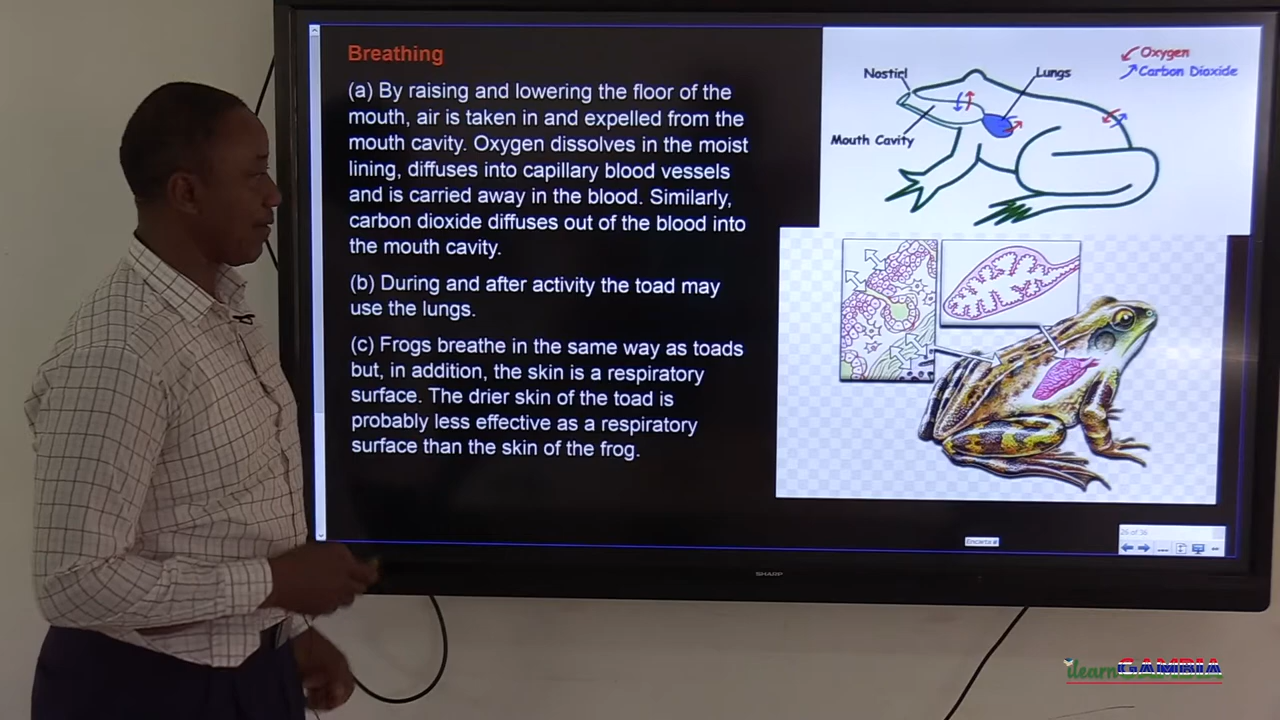 Breathing
(a) By raising and lowering the floor of the
mouth, air is taken in and expelled from the
mouth cavity. Oxygen dissolves in the moist
lining, diffuses into capillary blood vessels
and is carried away in the blood. Similarly,
carbon dioxide diffuses out of the blood into
the mouth cavity.
(b) During and after activity the toad may
use the lungs.
(c) Frogs breathe in the same way as toads
but, in addition, the skin is a respiratory
surface. The drier skin of the toad is
probably less effective as a respiratory
surface than the skin of the frog.
Oxygen
Carbon Dioxide
Nostirl
Lungs
Mouth Cavity
26 of 36
SHARP
ilearnGAMBIA